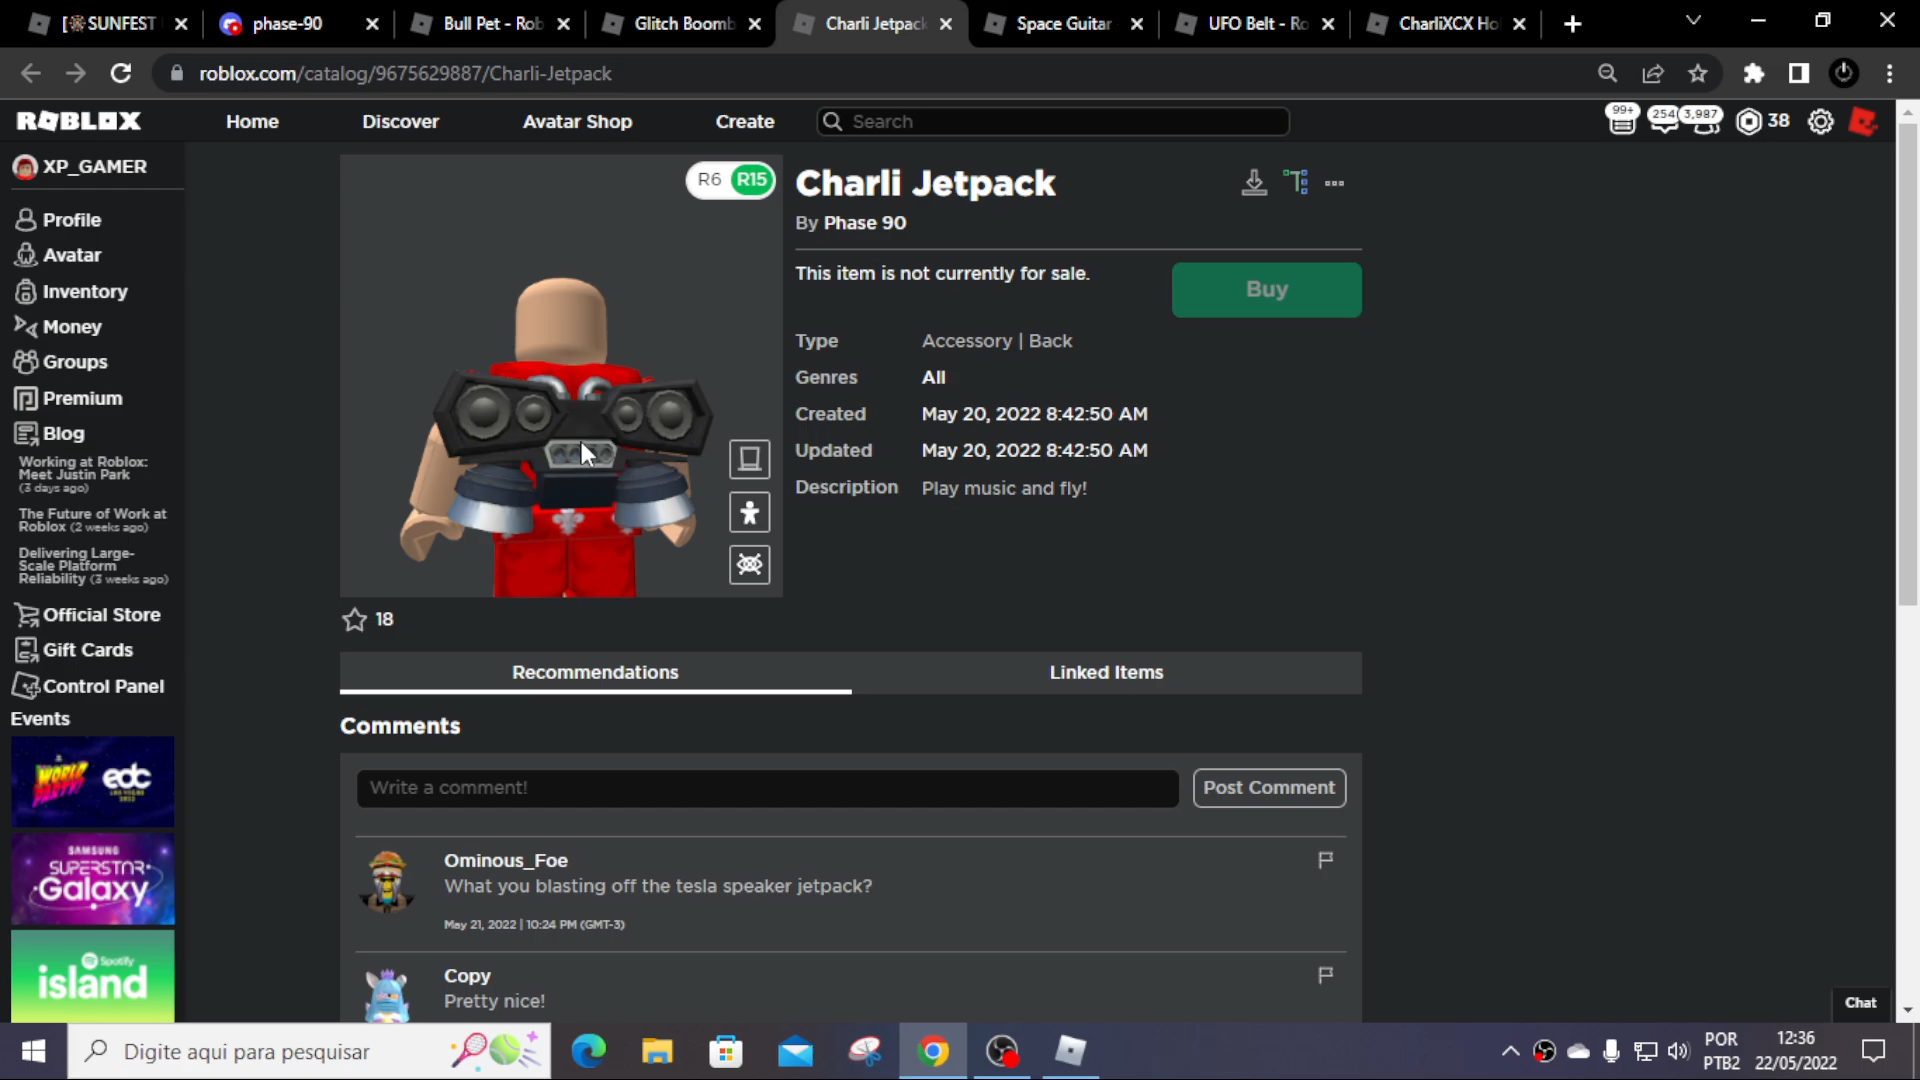 [SUNFEST
phase-90
Bull Pet - Rob
Glitch Boomb
Charli Jetpack
Space Guitar
UFO Belt - Ro
CharliXCX Ho
roblox.com/catalog/9675629887/Charli-Jetpack
ROBLOX
Home
Discover
Avatar Shop
Create
Search
99+
254
3,987
38
XP_GAMER
Profile
Avatar
Inventory
Money
Groups
Premium
Blog
Working at Roblox:
Meet Justin Park
(3 days ago)
The Future of Work at
Roblox (2 weeks ago)
Delivering Large-
Scale Platform
Reliability (3 weeks ago)
Official Store
Gift Cards
Control Panel
Events
WORLD
PARTY!
edc
LAS VEGAS
2022
SAMSUNG
SUPERSTAR
Galaxy
Spotify
island
R6
R15
Charli Jetpack
By Phase 90
This item is not currently for sale.
Buy
Type Accessory | Back
Genres All
Created May 20, 2022 8:42:50 AM
Updated May 20, 2022 8:42:50 AM
Description Play music and fly!
18
Recommendations
Linked Items
Comments
Write a comment!
Post Comment
Ominous_Foe
What you blasting off the tesla speaker jetpack?
May 21, 2022 | 10:24 PM (GMT-3)
Copy
Pretty nice!
Chat
Digite aqui para pesquisar
POR
PTB2
12:36
22/05/2022